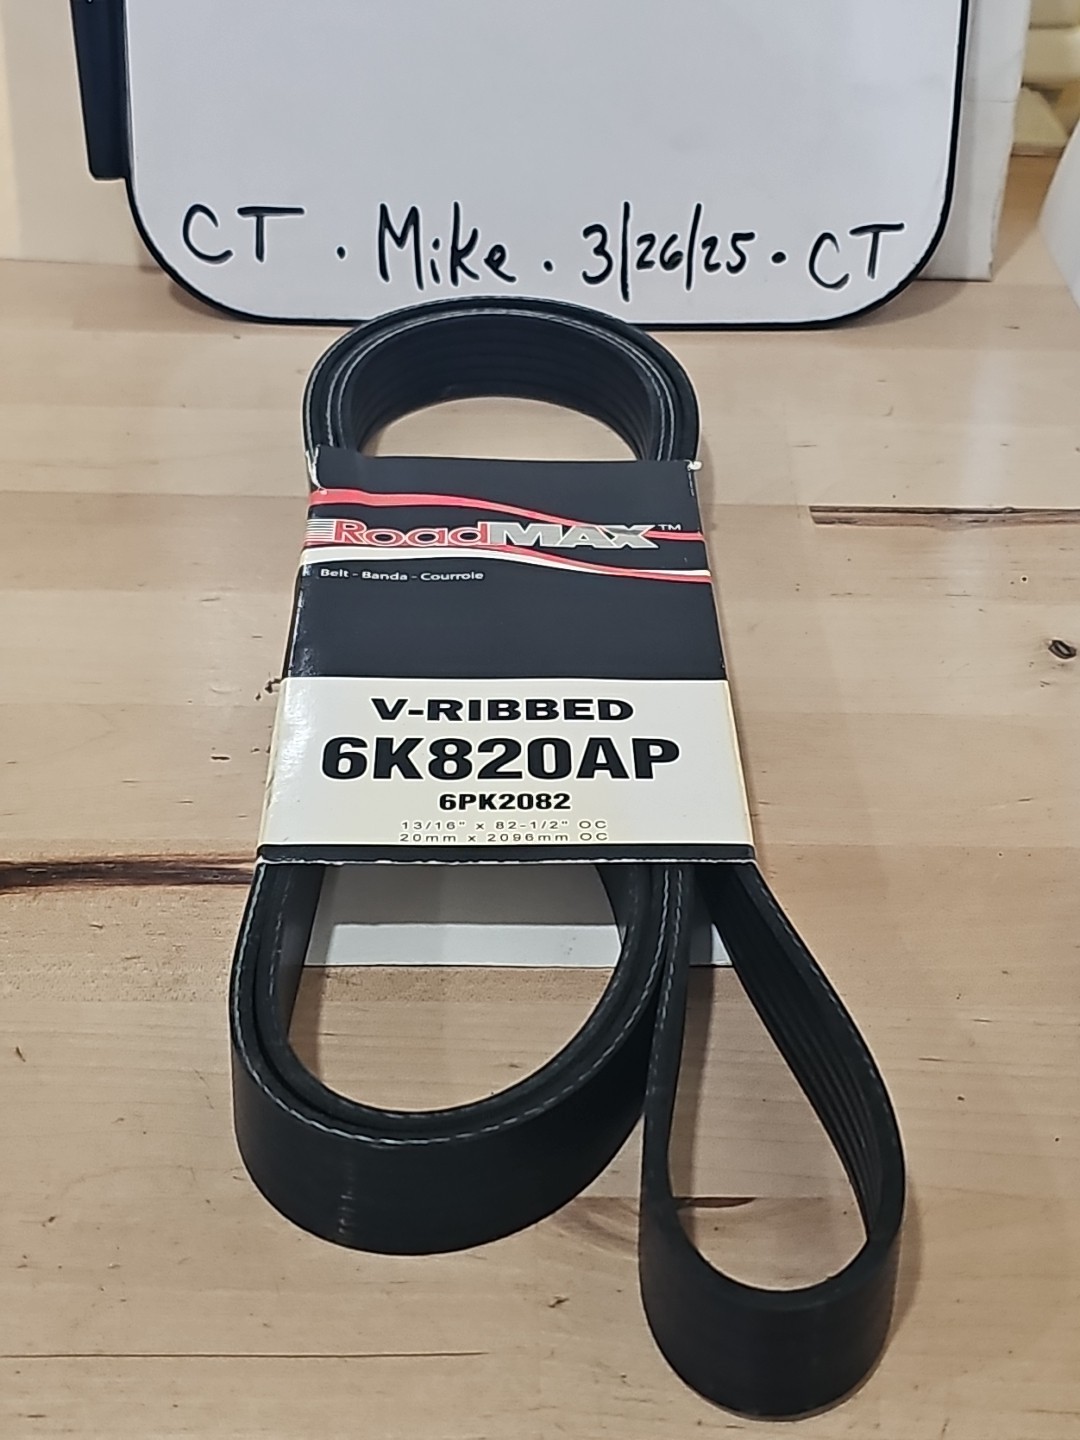 CT • Mike • 3/26/25 • CT
RoadMAX™
Belt - Banda - Courroie
V-RIBBED
6K820AP
6PK2082
13/16" x 82-1/2" OC
20mm x 2096mm OC